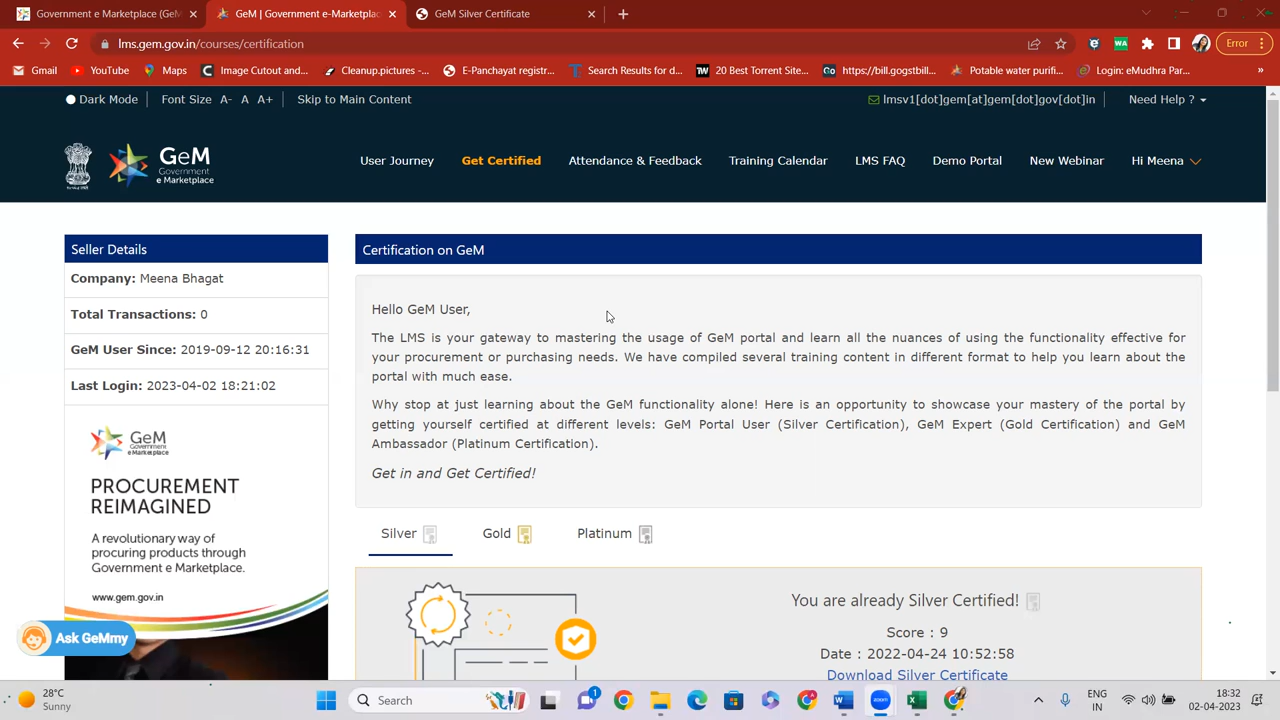 Government e-Marketplace (GeM
GeM | Government e-Marketplac
GeM Silver Certificate
lms.gem.gov.in/courses/certification
Error
Gmail
YouTube
Maps
Image Cutout and...
Cleanup.pictures -...
E-Panchayat registr...
Search Results for d...
20 Best Torrent Site...
https://bill.gogstbill...
Potable water purifi...
Login: eMudhra Par...
»
Dark Mode
Font Size A- A A+
Skip to Main Content
lmsv1[dot]gem[at]gem[dot]gov[dot]in
Need Help ?
GeM
Government
e Marketplace
User Journey
Get Certified
Attendance & Feedback
Training Calendar
LMS FAQ
Demo Portal
New Webinar
Hi Meena
Seller Details
Company: Meena Bhagat
Total Transactions: 0
GeM User Since: 2019-09-12 20:16:31
Last Login: 2023-04-02 18:21:02
GeM
Government
e Marketplace
PROCUREMENT
REIMAGINED
A revolutionary way of
procuring products through
Government e Marketplace.
www.gem.gov.in
Ask GeMmy
Certification on GeM
Hello GeM User,
The LMS is your gateway to mastering the usage of GeM portal and learn all the nuances of using the functionality effective for
your procurement or purchasing needs. We have compiled several training content in different format to help you learn about the
portal with much ease.
Why stop at just learning about the GeM functionality alone! Here is an opportunity to showcase your mastery of the portal by
getting yourself certified at different levels: GeM Portal User (Silver Certification), GeM Expert (Gold Certification) and GeM
Ambassador (Platinum Certification).
Get in and Get Certified!
Silver
Gold
Platinum
You are already Silver Certified!
Score : 9
Date : 2022-04-24 10:52:58
Download Silver Certificate
28°C
Sunny
Search
1
ENG
IN
18:32
02-04-2023